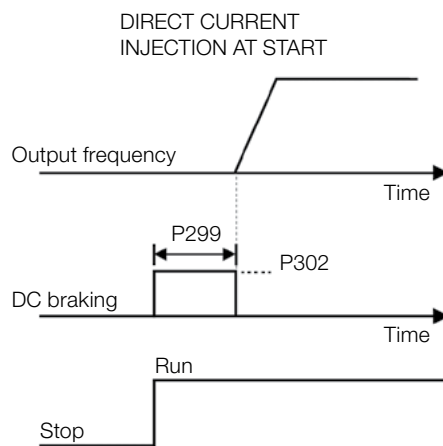 DIRECT CURRENT
INJECTION AT START
Output frequency
Time
P299
P302
DC braking
Time
Run
Stop